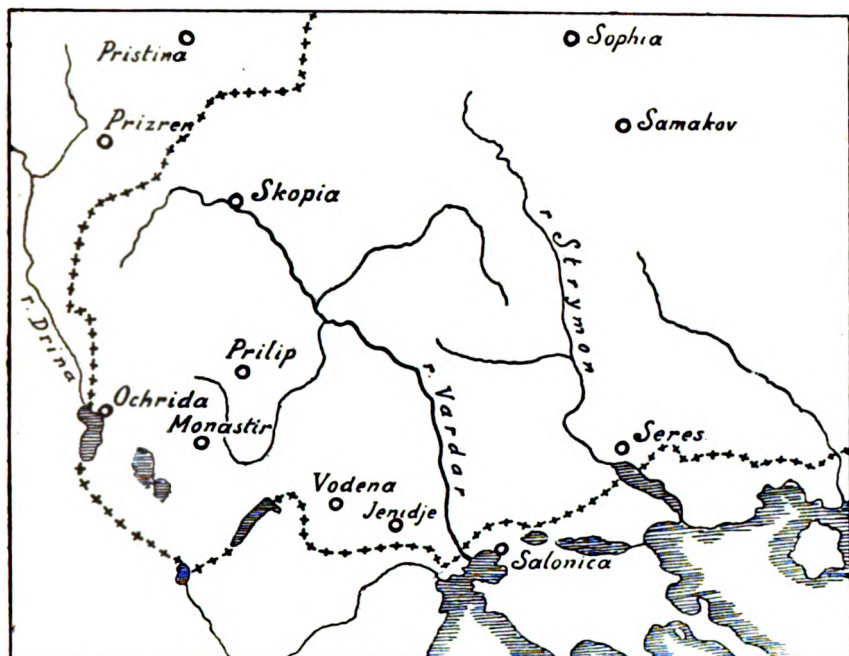 Pristina
Sophia
Prizren
Samakov
Skopia
r. Strymon
r. Drina
Prilip
r. Vardar
Ochrida
Monastir
Seres
Vodena
Jenidje
Salonica